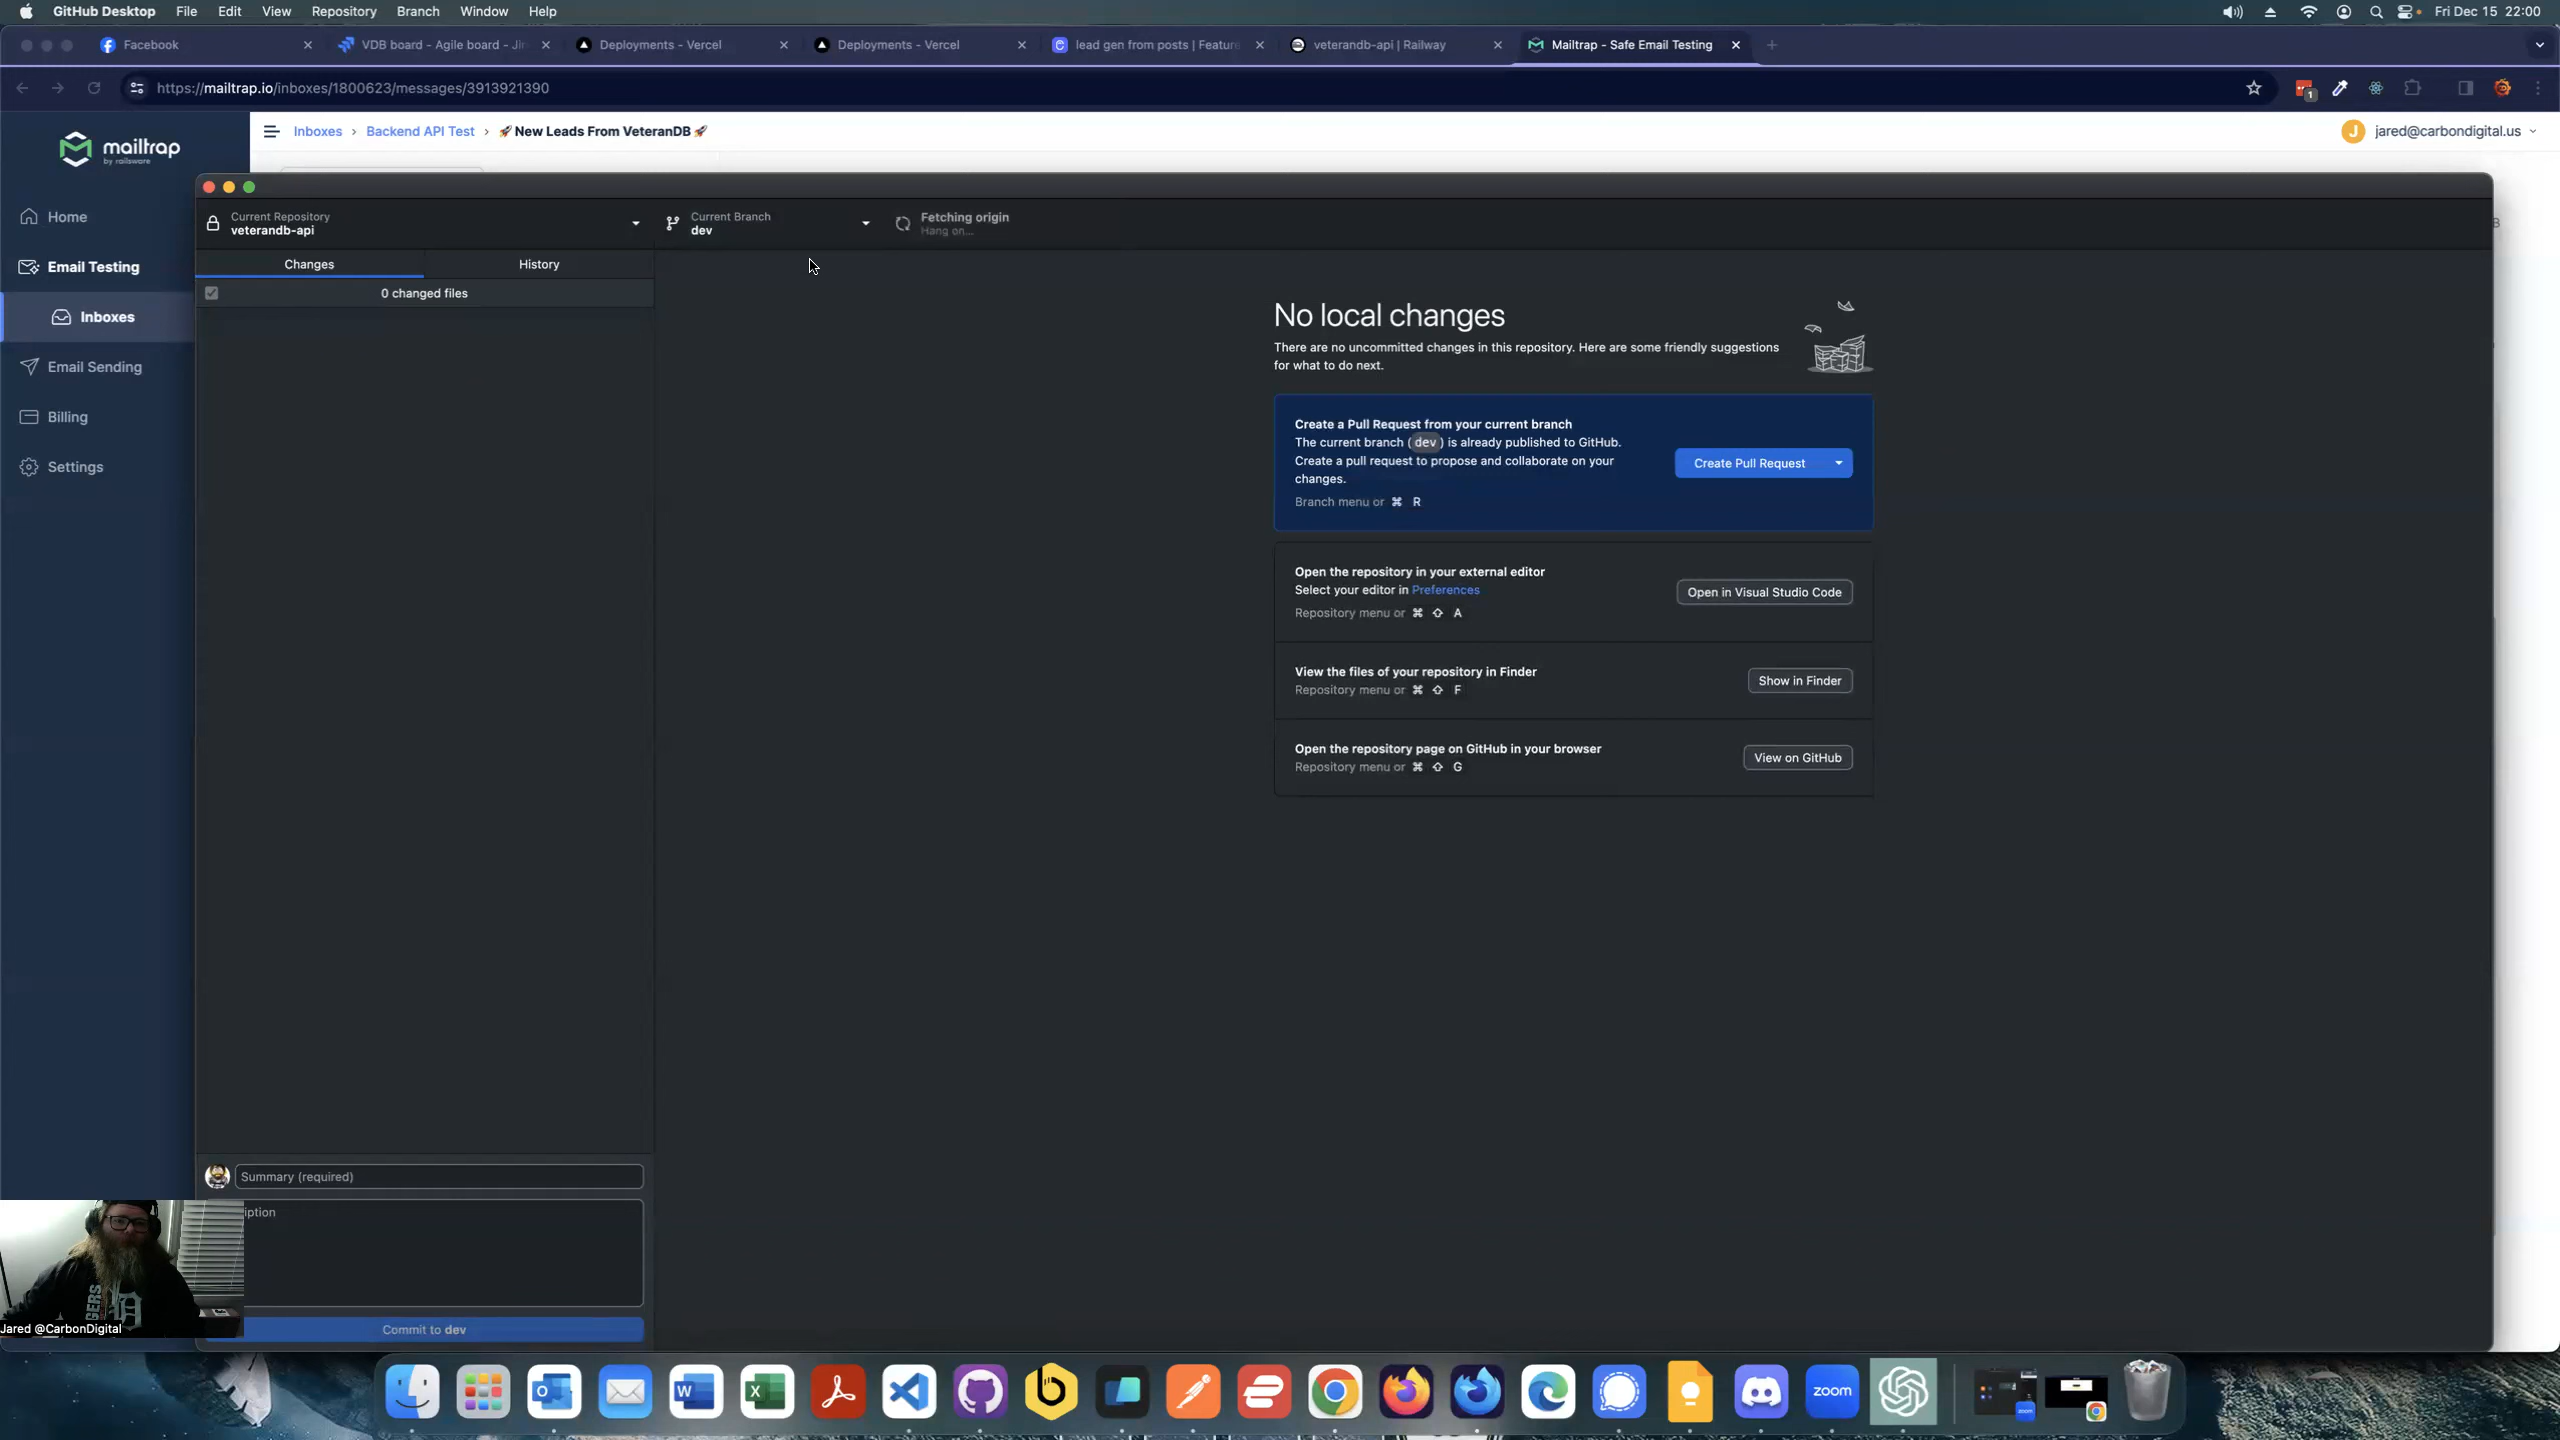 GitHub Desktop File Edit View Repository Branch Window Help
Fri Dec 15 22:00
Facebook
VDB board - Agile board - Jir
Deployments - Vercel
Deployments - Vercel
lead gen from posts | Feature
veterandb-api | Railway
Mailtrap - Safe Email Testing
https://mailtrap.io/inboxes/1800623/messages/3913921390
1
mailtrap
by railsware
Inboxes › Backend API Test › 🚀 New Leads From VeteranDB 🚀
J
jared@carbondigital.us
Home
Email Testing
Inboxes
Email Sending
Billing
Settings
Current Repository
veterandb-api
Current Branch
dev
Fetching origin
Hang on...
Changes
History
0 changed files
No local changes
There are no uncommitted changes in this repository. Here are some friendly suggestions
for what to do next.
Create a Pull Request from your current branch
The current branch ( dev ) is already published to GitHub.
Create a pull request to propose and collaborate on your
changes.
Branch menu or ⌘ R
Create Pull Request
Open the repository in your external editor
Select your editor in Preferences
Repository menu or ⌘ ⇧ A
Open in Visual Studio Code
View the files of your repository in Finder
Repository menu or ⌘ ⇧ F
Show in Finder
Open the repository page on GitHub in your browser
Repository menu or ⌘ ⇧ G
View on GitHub
Summary (required)
iption
Commit to dev
GERS
Jared @CarbonDigital
zoom